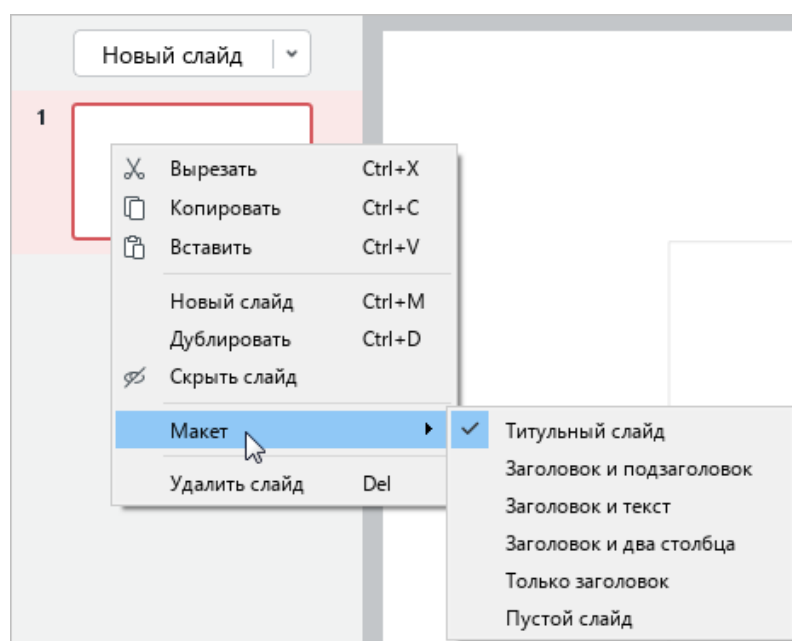 Новый слайд
1
Вырезать Ctrl+X
Копировать Ctrl+C
Вставить Ctrl+V
Новый слайд Ctrl+M
Дублировать Ctrl+D
Скрыть слайд
Макет
Удалить слайд Del
Титульный слайд
Заголовок и подзаголовок
Заголовок и текст
Заголовок и два столбца
Только заголовок
Пустой слайд